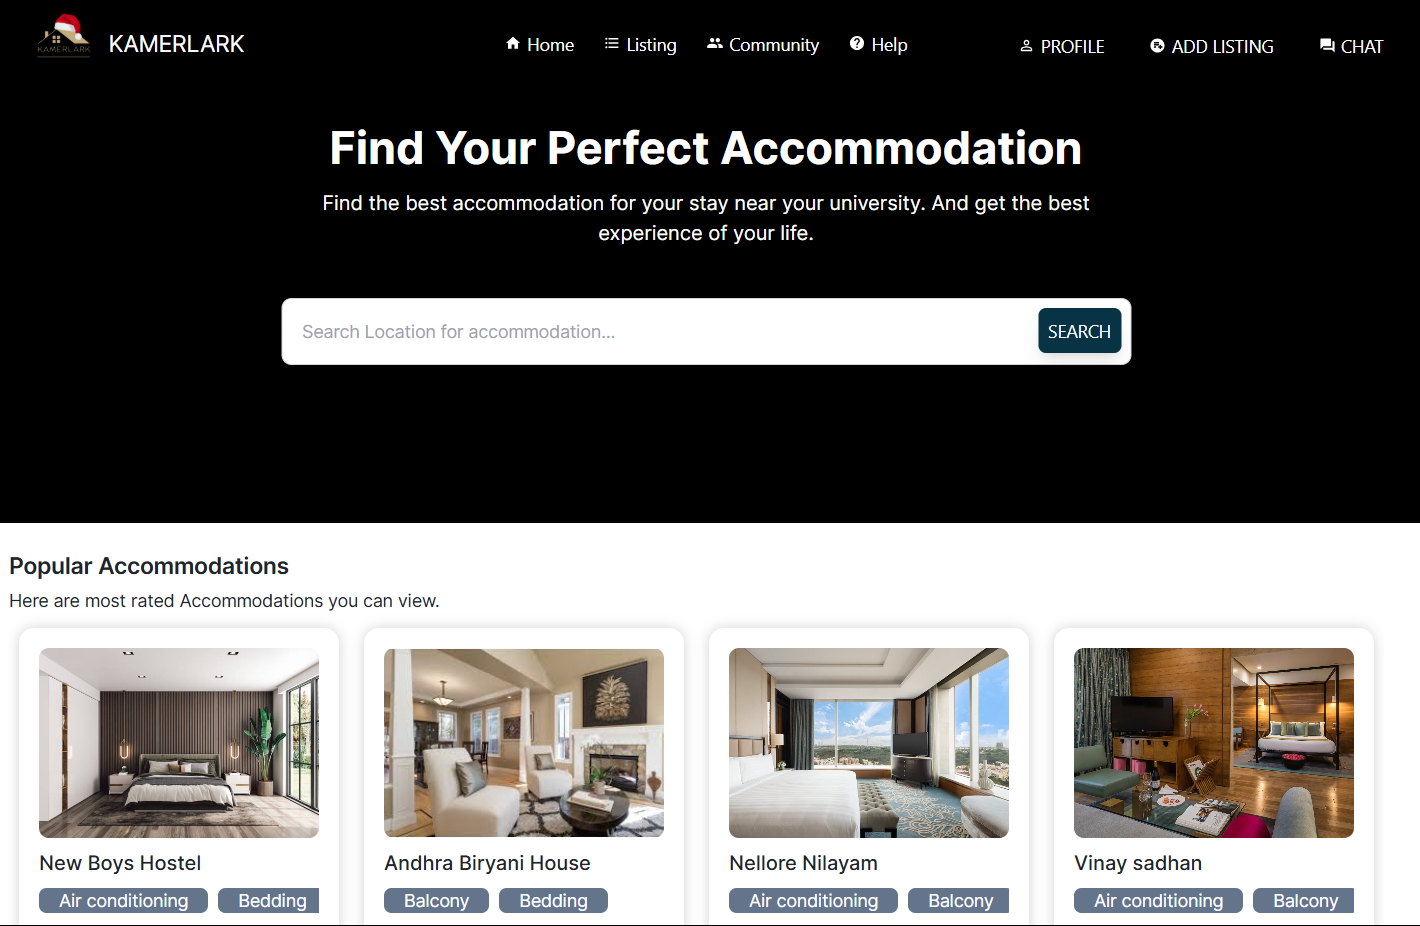 KAMERLARK
KAMERLARK
Home
Listing
Community
Help
PROFILE
ADD LISTING
CHAT
Find Your Perfect Accommodation
Find the best accommodation for your stay near your university. And get the best
experience of your life.
Search Location for accommodation...
SEARCH
Popular Accommodations
Here are most rated Accommodations you can view.
New Boys Hostel
Air conditioning
Bedding
Andhra Biryani House
Balcony
Bedding
Nellore Nilayam
Air conditioning
Balcony
Vinay sadhan
Air conditioning
Balcony